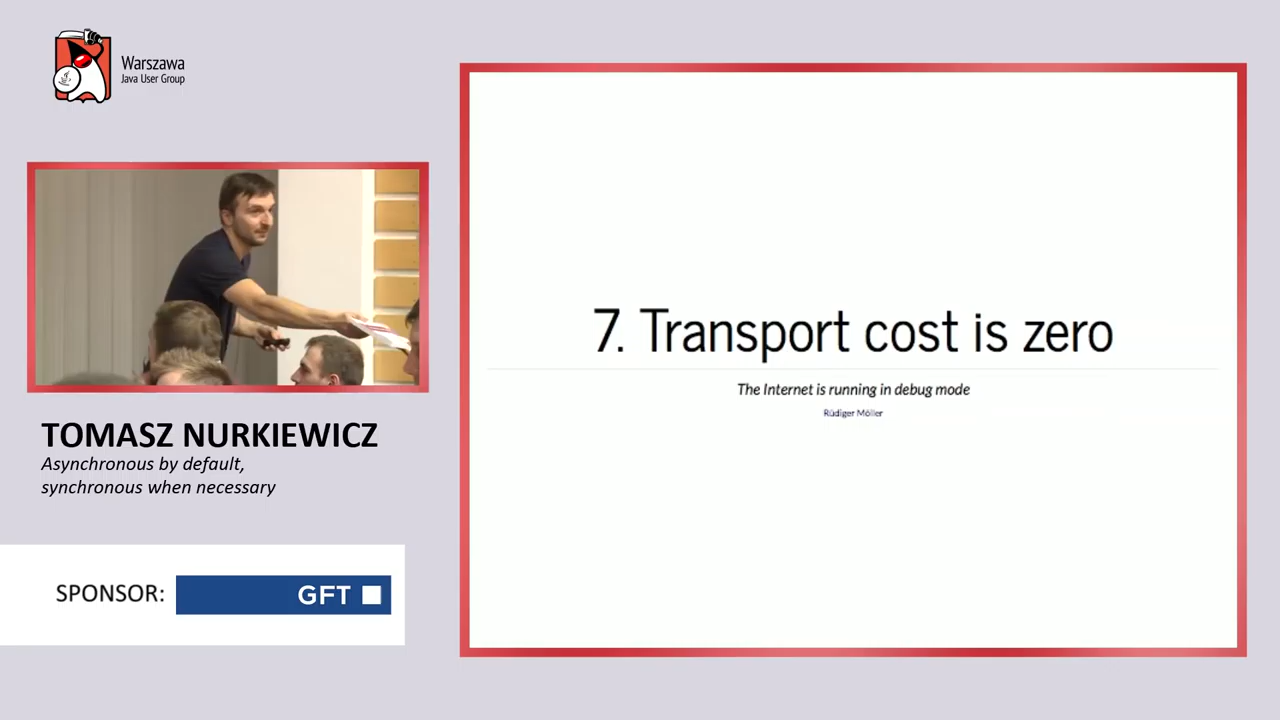 Warszawa
Java User Group
TOMASZ NURKIEWICZ
Asynchronous by default,
synchronous when necessary
SPONSOR:
GFT
7. Transport cost is zero
The Internet is running in debug mode
Rüdiger Möller